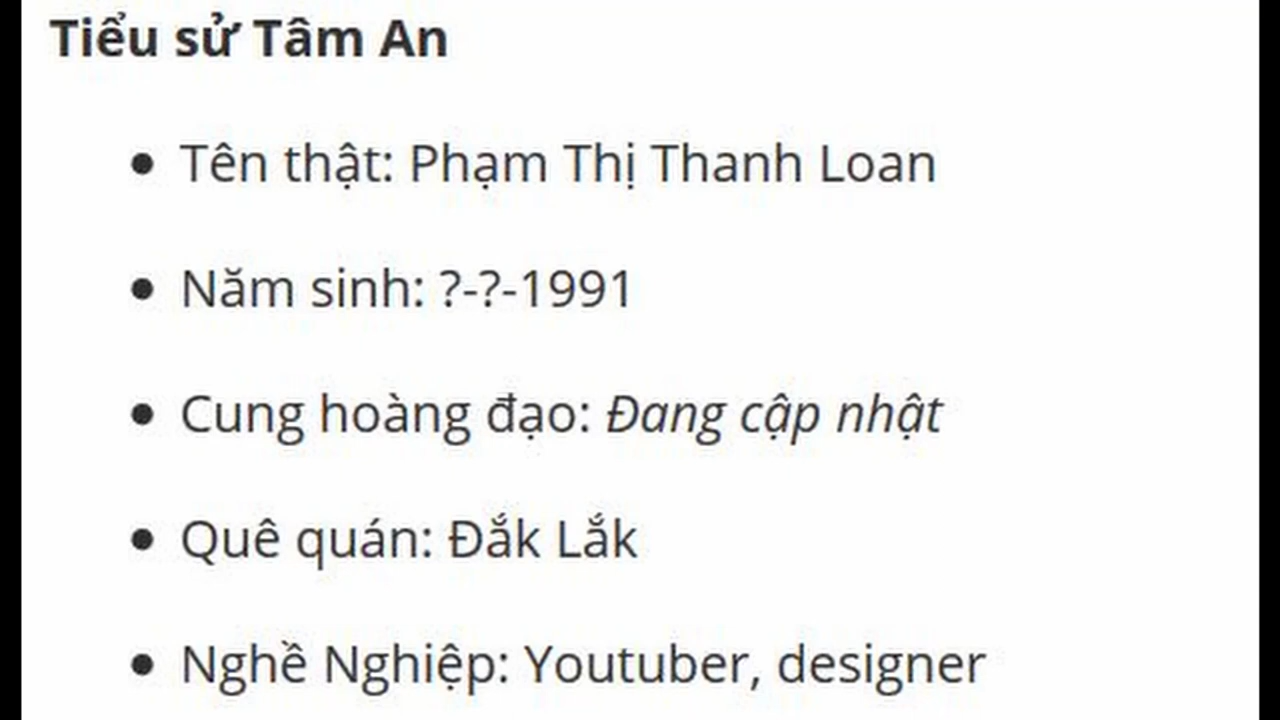 Tiểu sử Tâm An
Tên thật: Phạm Thị Thanh Loan
Năm sinh: ?-?-1991
Cung hoàng đạo: Đang cập nhật
Quê quán: Đắk Lắk
Nghề Nghiệp: Youtuber, designer